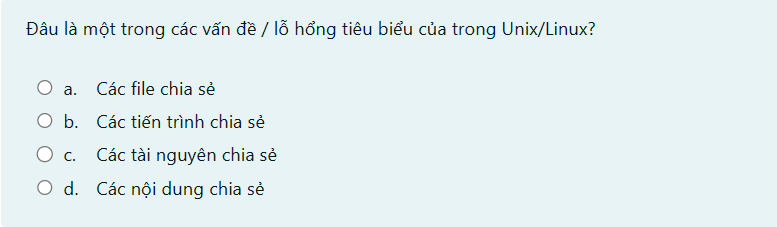 Đâu là một trong các vấn đề / lỗ hổng tiêu biểu của trong Unix/Linux?
a. Các file chia sẻ
b. Các tiến trình chia sẻ
c. Các tài nguyên chia sẻ
d. Các nội dung chia sẻ